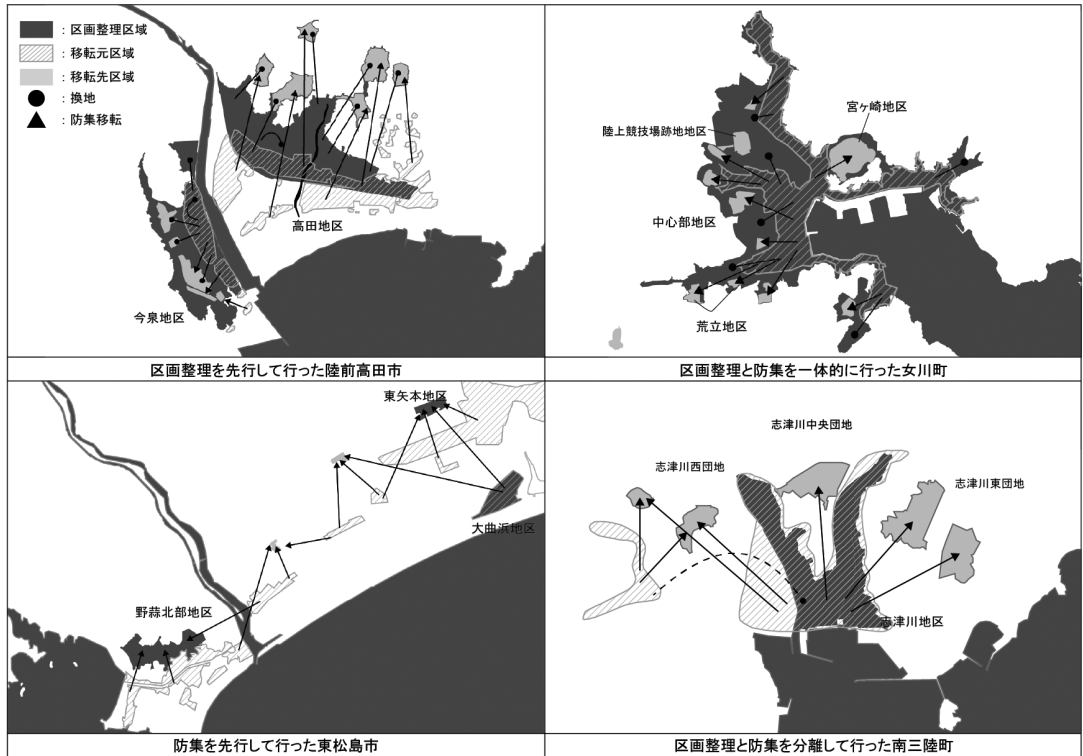 ：区画整理区域
：移転元区域
：移転先区域
：換地
：防集移転
高田地区
今泉地区
区画整理を先行して行った陸前高田市
宮ヶ崎地区
陸上競技場跡地地区
中心部地区
荒立地区
区画整理と防集を一体的に行った女川町
東矢本地区
大曲浜地区
野蒜北部地区
防集を先行して行った東松島市
志津川中央団地
志津川西団地
志津川東団地
志津川地区
区画整理と防集を分離して行った南三陸町